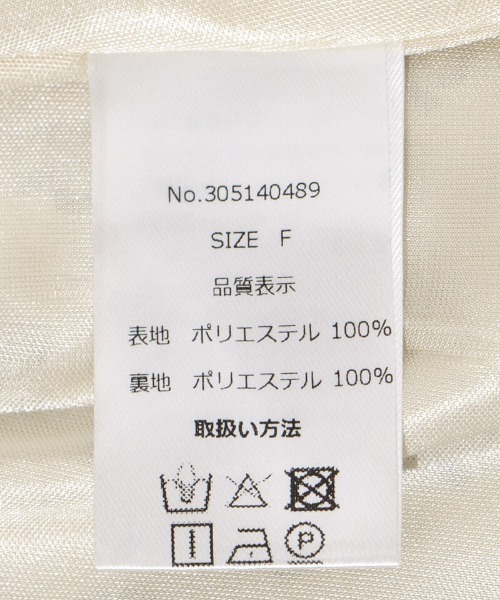 No.305140489
SIZE F
品質表示
表地 ポリエステル 100%
裏地 ポリエステル 100%
取扱い方法
P